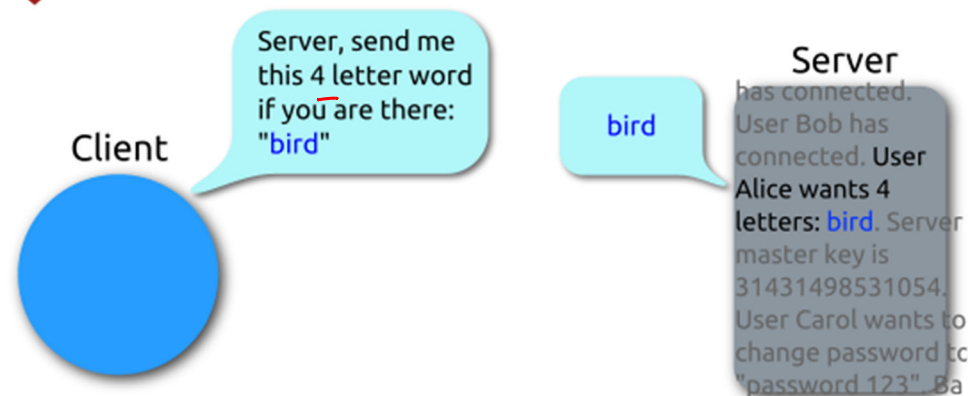 Client
Server, send me
this 4 letter word
if you are there:
"bird"
bird
Server
has connected.
User Bob has
connected. User
Alice wants 4
letters: bird. Server
master key is
31431498531054.
User Carol wants to
change password to
"password 123". Ba